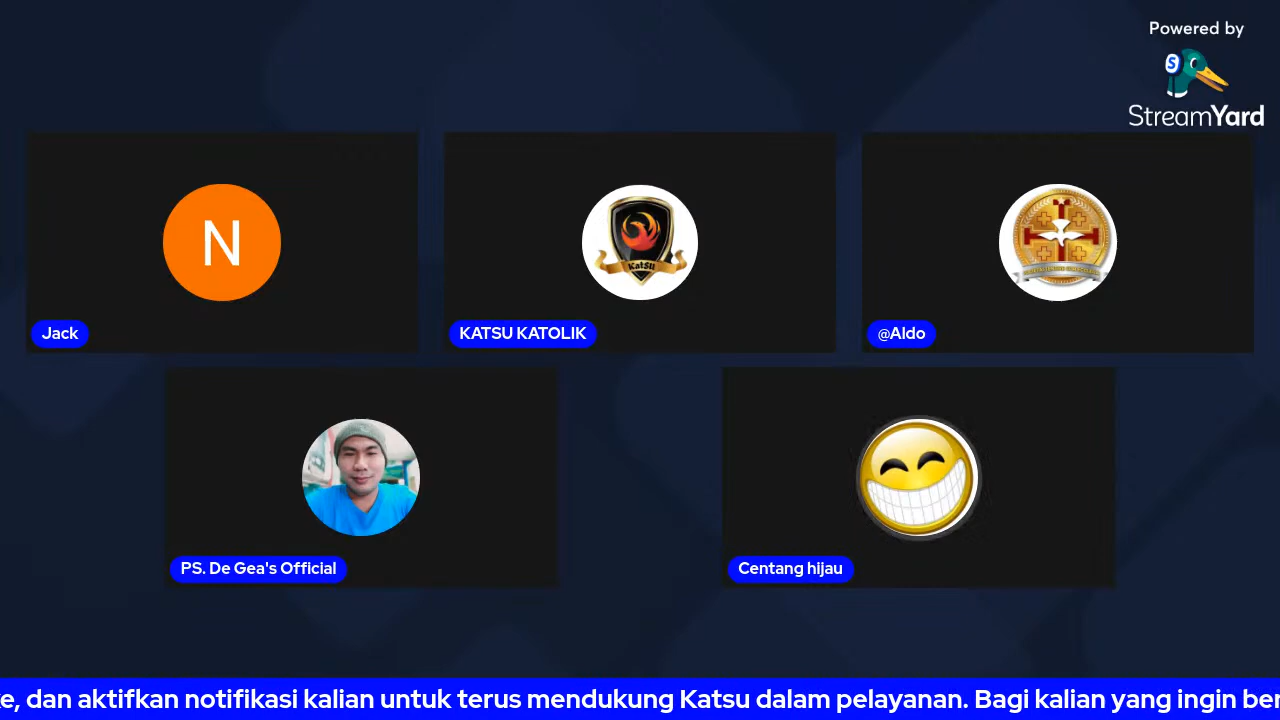 Powered by
S
StreamYard
N
KatSU
Jack
KATSU KATOLIK
@Aldo
PS. De Gea's Official
Centang hijau
e, dan aktifkan notifikasi kalian untuk terus mendukung Katsu dalam pelayanan. Bagi kalian yang ingin ber